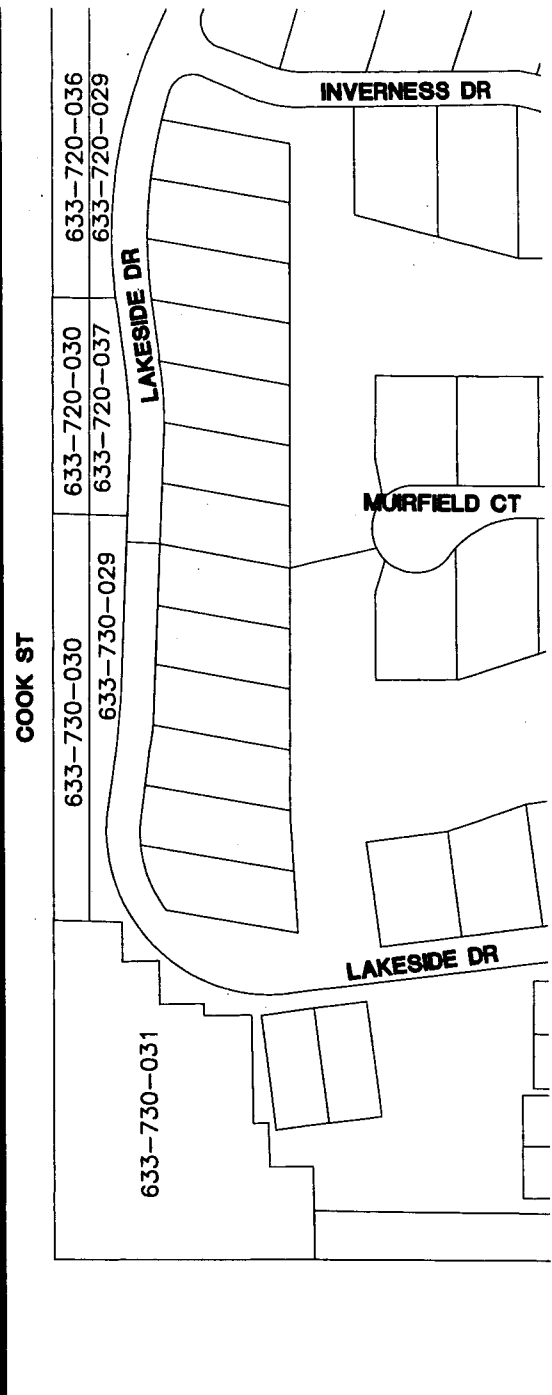 INVERNESS DR
633-720-036
633-720-029
LAKESIDE DR
633-720-030
633-720-037
MUIRFIELD CT
COOK ST
633-730-030
633-730-029
LAKESIDE DR
633-730-031